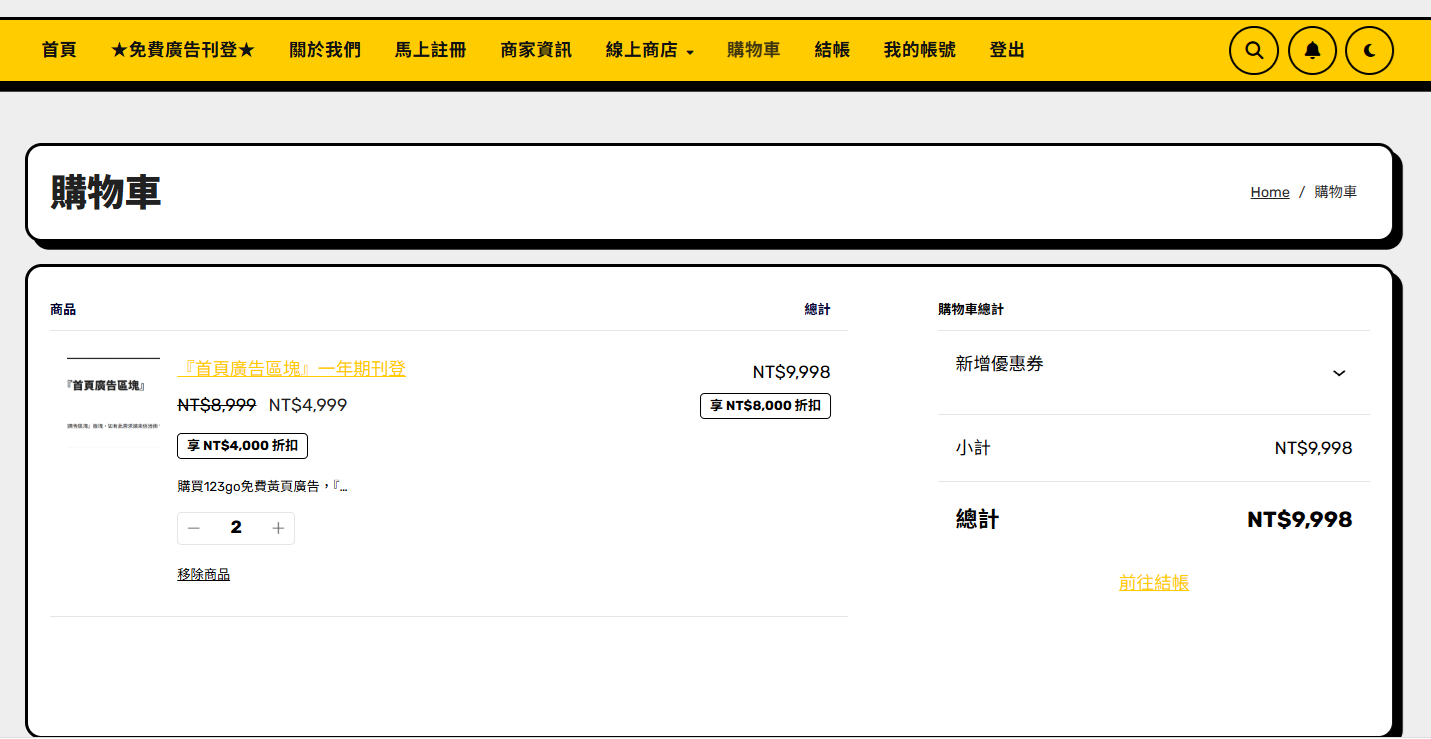 首頁 ★免費廣告刊登★ 關於我們 馬上註冊 商家資訊 線上商店 購物車 結帳 我的帳號 登出
購物車
Home / 購物車
商品 總計
『首頁廣告區塊』
『首頁廣告區塊』一年期刊登
NT$8,999 NT$4,999
享 NT$4,000 折扣
購買123go免費黃頁廣告，『…
2
移除商品
NT$9,998
享 NT$8,000 折扣
購物車總計
新增優惠券
小計 NT$9,998
總計 NT$9,998
前往結帳